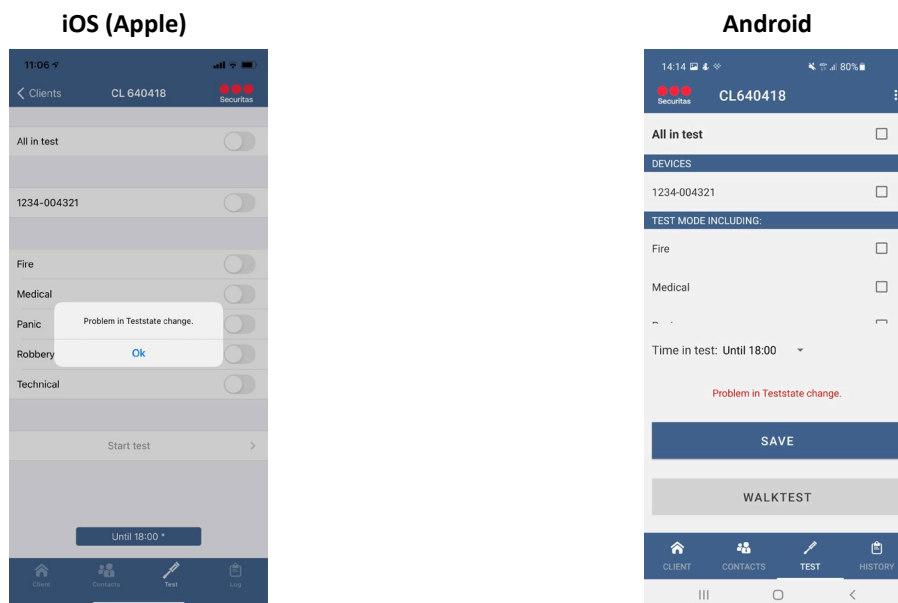 iOS (Apple)
11:06
Clients
CL 640418
Securitas
All in test
1234-004321
Fire
Medical
Panic
Robbery
Technical
Problem in Teststate change.
Ok
Start test
Until 18:00 *
Client
Contacts
Test
Log
Android
14:14
80%
Securitas
CL640418
All in test
DEVICES
1234-004321
TEST MODE INCLUDING:
Fire
Medical
Time in test: Until 18:00
Problem in Teststate change.
SAVE
WALKTEST
CLIENT
CONTACTS
TEST
HISTORY